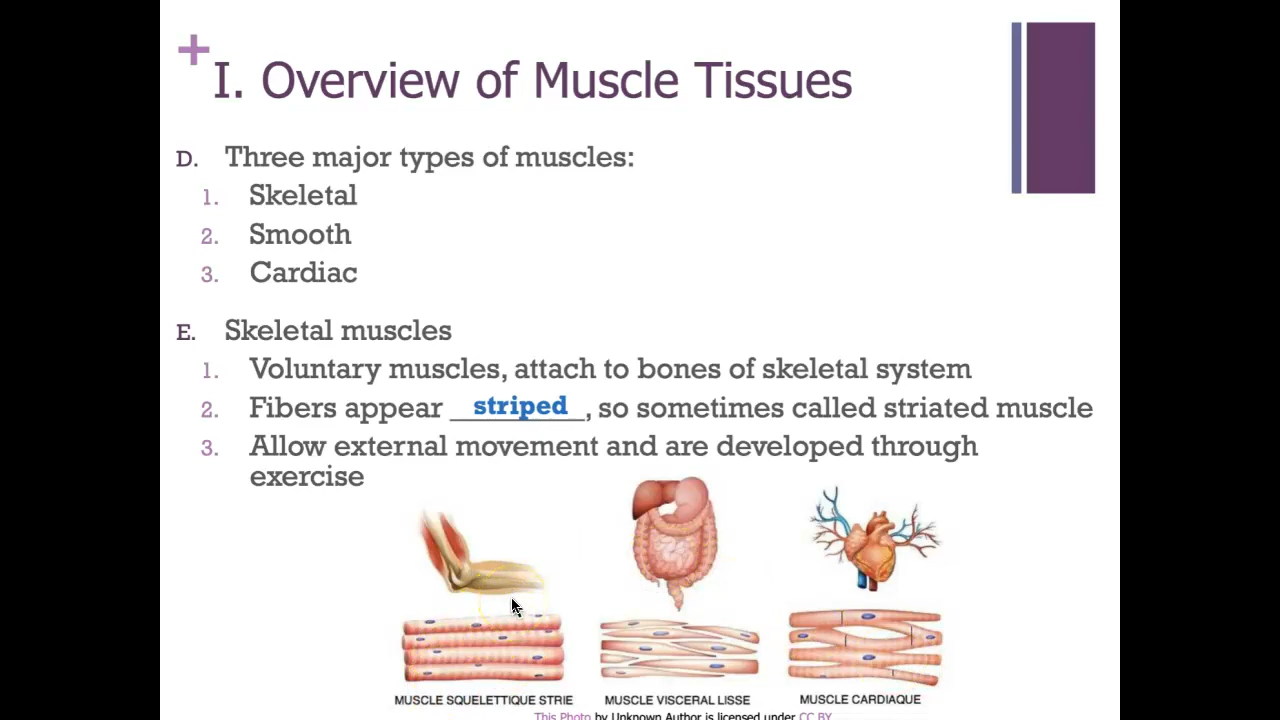 +
I. Overview of Muscle Tissues
D. Three major types of muscles:
1. Skeletal
2. Smooth
3. Cardiac
E. Skeletal muscles
1. Voluntary muscles, attach to bones of skeletal system
2. Fibers appear __striped__, so sometimes called striated muscle
3. Allow external movement and are developed through
exercise
MUSCLE SQUELETTIQUE STRIE
MUSCLE VISCERAL LISSE
MUSCLE CARDIAQUE
This Photo by Unknown Author is licensed under CC BY